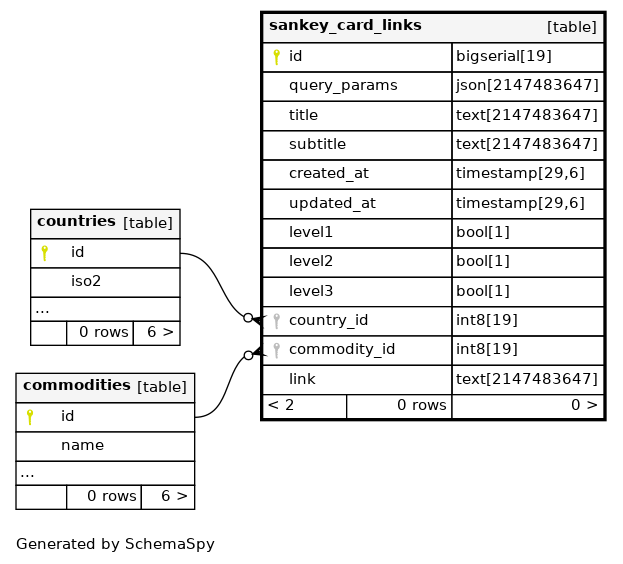 sankey_card_links [table]
id bigserial[19]
query_params json[2147483647]
title text[2147483647]
subtitle text[2147483647]
created_at timestamp[29,6]
updated_at timestamp[29,6]
level1 bool[1]
level2 bool[1]
level3 bool[1]
country_id int8[19]
commodity_id int8[19]
link text[2147483647]
< 2 0 rows 0 >
countries [table]
id
iso2
...
0 rows 6 >
commodities [table]
id
name
...
0 rows 6 >
Generated by SchemaSpy